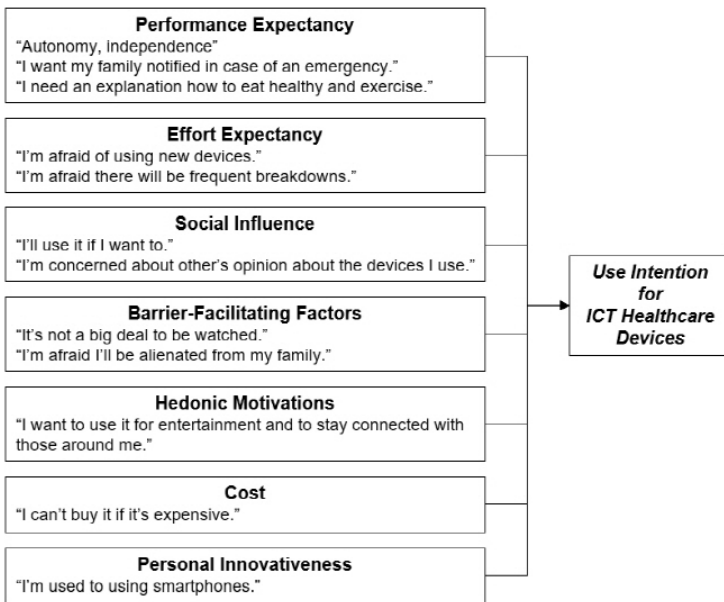 Performance Expectancy
“Autonomy, independence”
“I want my family notified in case of an emergency.”
“I need an explanation how to eat healthy and exercise.”
Effort Expectancy
“I’m afraid of using new devices.”
“I’m afraid there will be frequent breakdowns.”
Social Influence
“I’ll use it if I want to.”
“I’m concerned about other’s opinion about the devices I use.”
Barrier-Facilitating Factors
“It’s not a big deal to be watched.”
“I’m afraid I’ll be alienated from my family.”
Hedonic Motivations
“I want to use it for entertainment and to stay connected with
those around me.”
Cost
“I can’t buy it if it’s expensive.”
Personal Innovativeness
“I’m used to using smartphones.”
Use Intention
for
ICT Healthcare
Devices